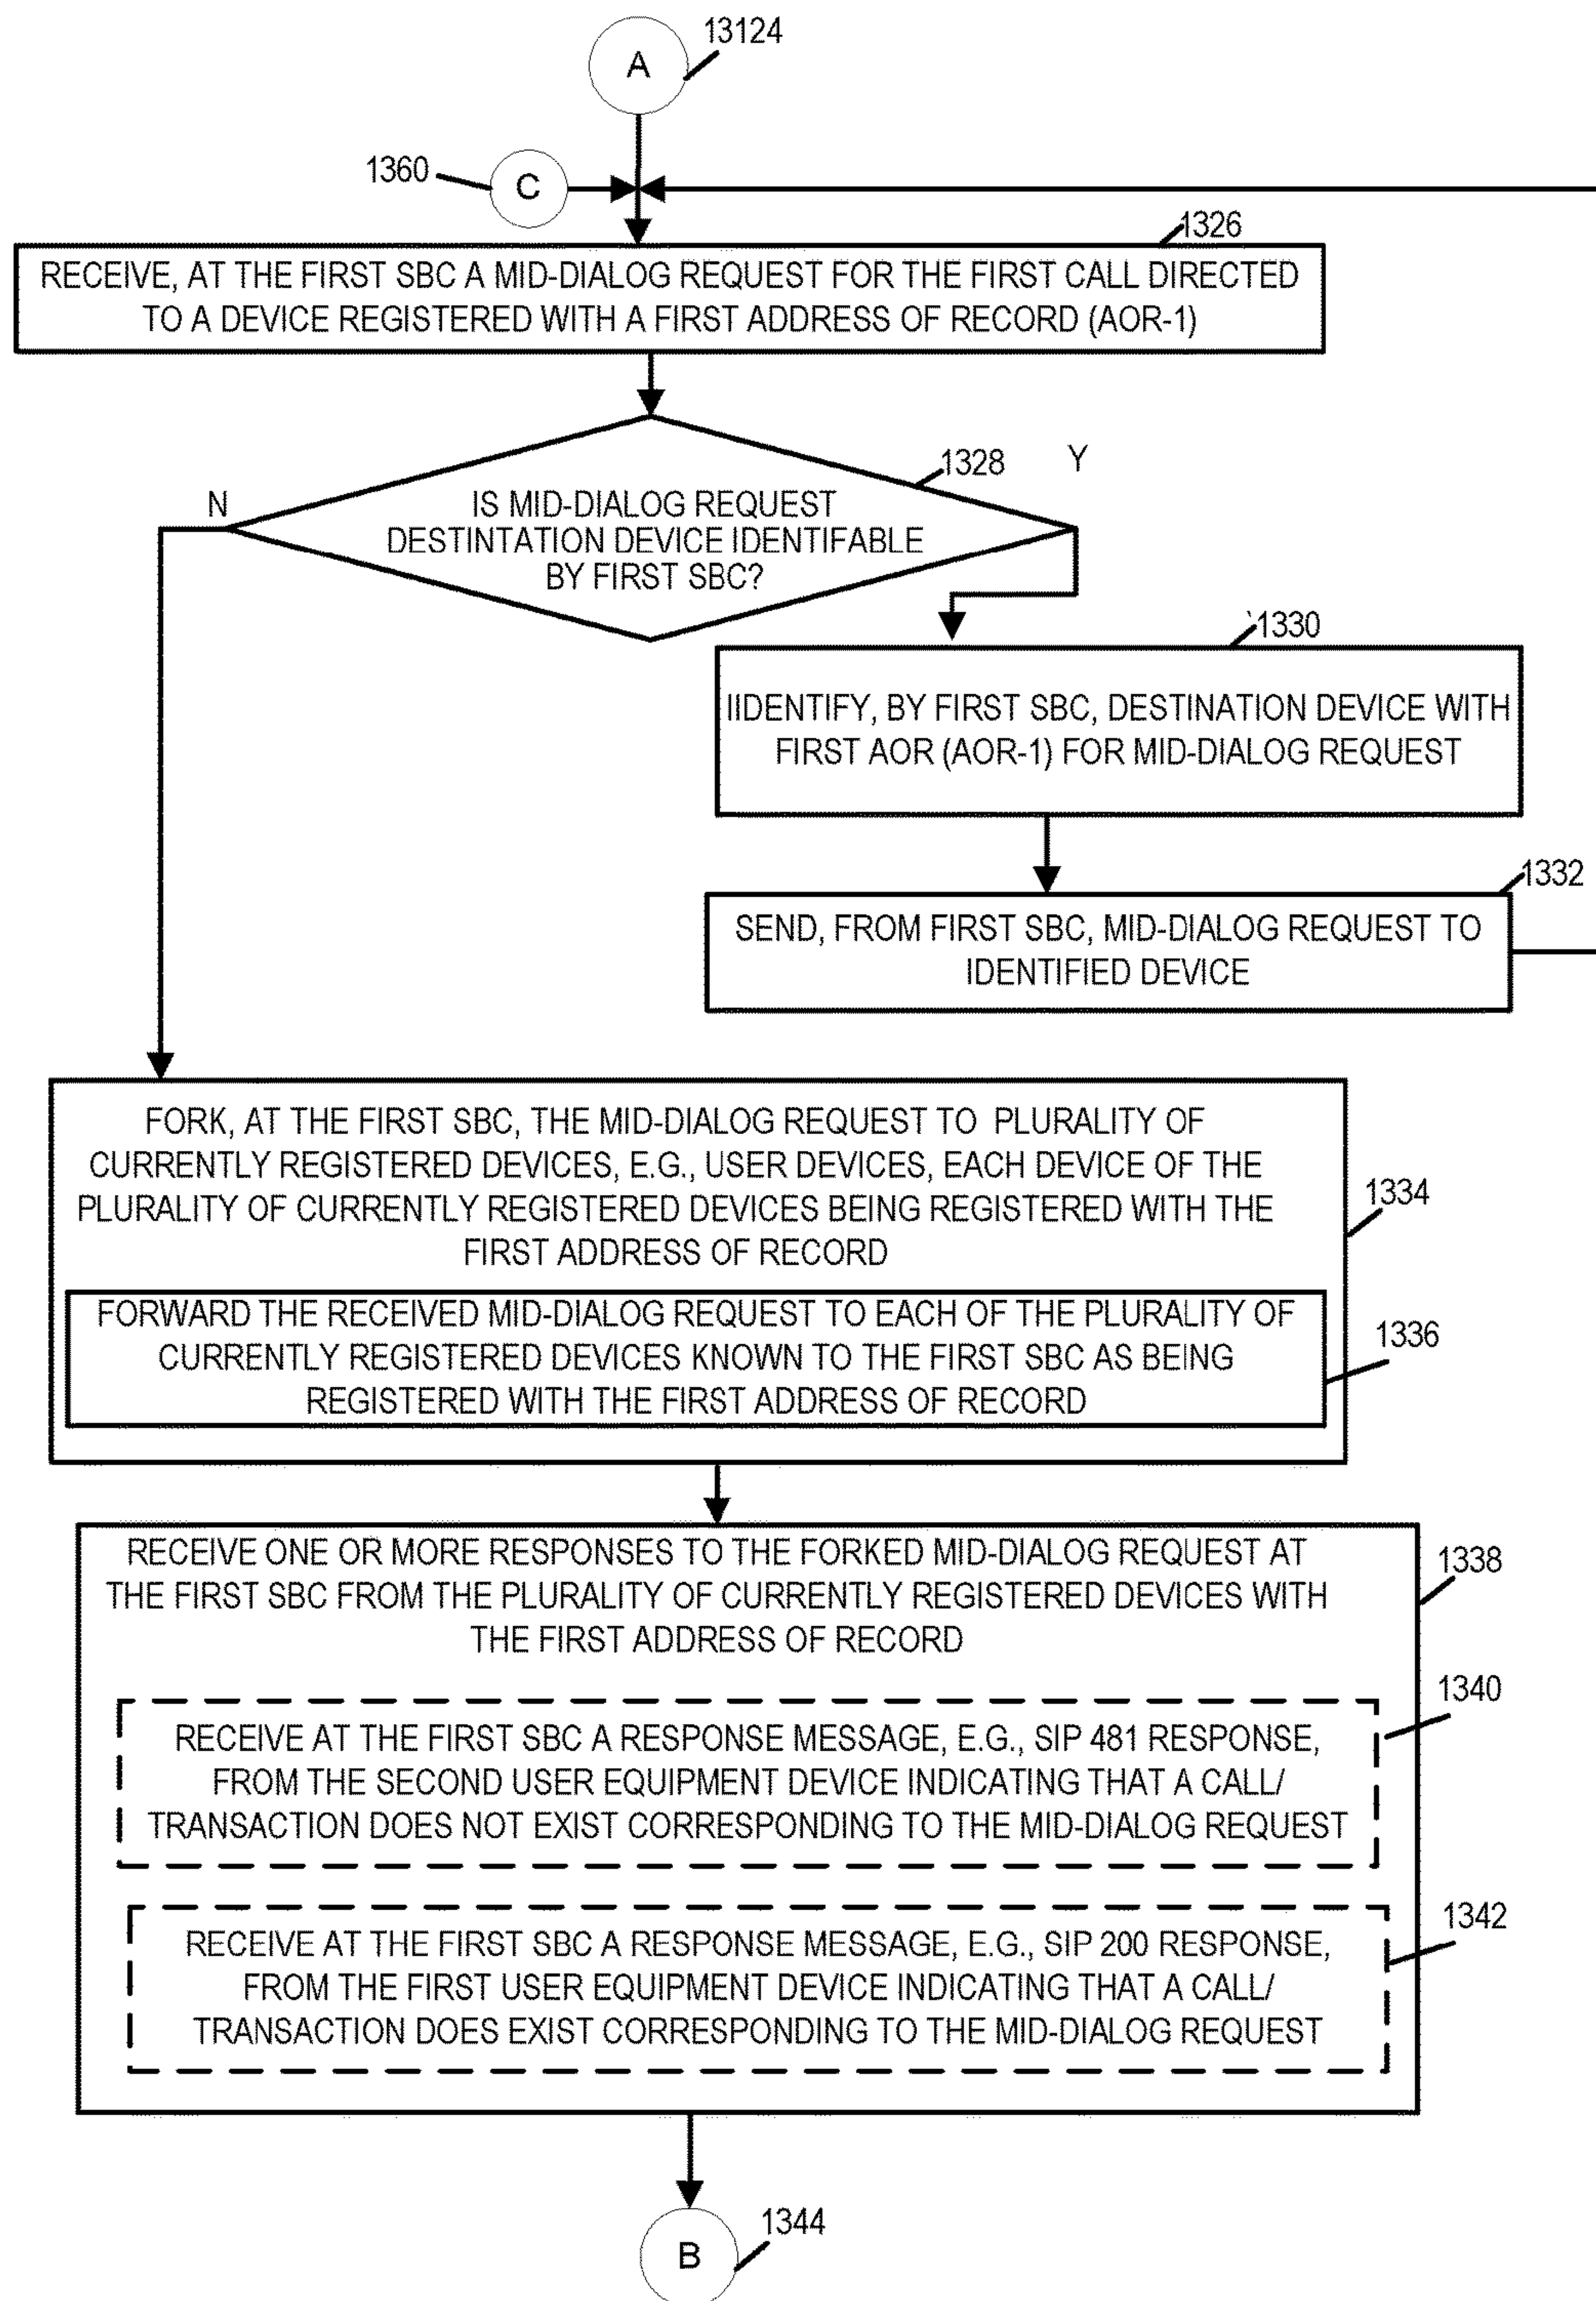 A
13124
1360
C
1326
RECEIVE, AT THE FIRST SBC A MID-DIALOG REQUEST FOR THE FIRST CALL DIRECTED
TO A DEVICE REGISTERED WITH A FIRST ADDRESS OF RECORD (AOR-1)
1328
Y
N
IS MID-DIALOG REQUEST
DESTINTATION DEVICE IDENTIFABLE
BY FIRST SBC?
`1330
IIDENTIFY, BY FIRST SBC, DESTINATION DEVICE WITH
FIRST AOR (AOR-1) FOR MID-DIALOG REQUEST
1332
SEND, FROM FIRST SBC, MID-DIALOG REQUEST TO
IDENTIFIED DEVICE
FORK, AT THE FIRST SBC, THE MID-DIALOG REQUEST TO PLURALITY OF
CURRENTLY REGISTERED DEVICES, E.G., USER DEVICES, EACH DEVICE OF THE
PLURALITY OF CURRENTLY REGISTERED DEVICES BEING REGISTERED WITH THE
FIRST ADDRESS OF RECORD
1334
FORWARD THE RECEIVED MID-DIALOG REQUEST TO EACH OF THE PLURALITY OF
CURRENTLY REGISTERED DEVICES KNOWN TO THE FIRST SBC AS BEING
REGISTERED WITH THE FIRST ADDRESS OF RECORD
1336
RECEIVE ONE OR MORE RESPONSES TO THE FORKED MID-DIALOG REQUEST AT
THE FIRST SBC FROM THE PLURALITY OF CURRENTLY REGISTERED DEVICES WITH
THE FIRST ADDRESS OF RECORD
1338
1340
RECEIVE AT THE FIRST SBC A RESPONSE MESSAGE, E.G., SIP 481 RESPONSE,
FROM THE SECOND USER EQUIPMENT DEVICE INDICATING THAT A CALL/
TRANSACTION DOES NOT EXIST CORRESPONDING TO THE MID-DIALOG REQUEST
1342
RECEIVE AT THE FIRST SBC A RESPONSE MESSAGE, E.G., SIP 200 RESPONSE,
FROM THE FIRST USER EQUIPMENT DEVICE INDICATING THAT A CALL/
TRANSACTION DOES EXIST CORRESPONDING TO THE MID-DIALOG REQUEST
1344
B